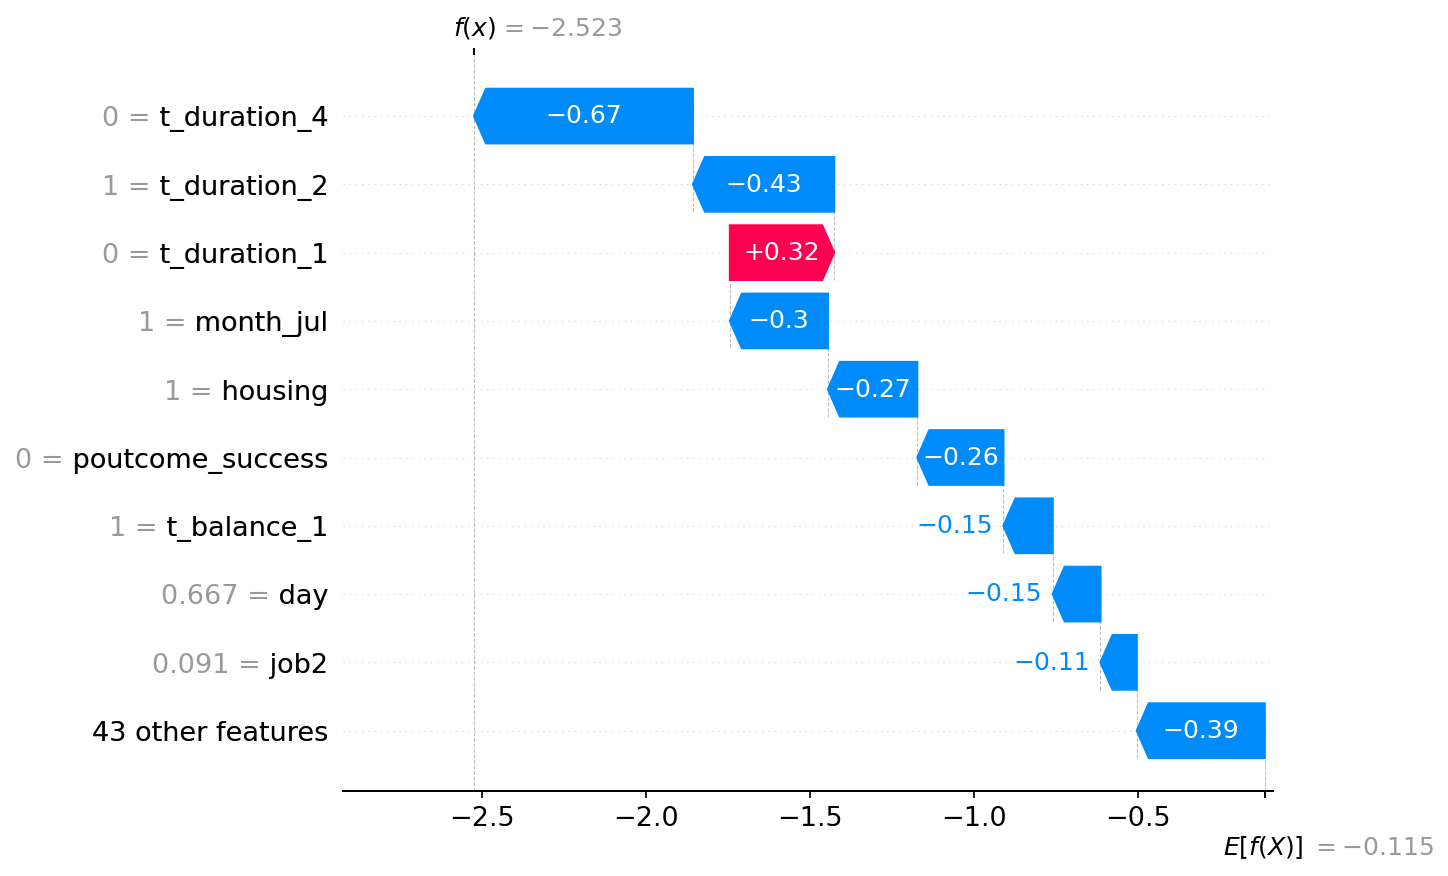 f(x) = −2.523
0 = t_duration_4 −0.67
1 = t_duration_2 −0.43
0 = t_duration_1 +0.32
1 = month_jul −0.3
1 = housing −0.27
0 = poutcome_success −0.26
1 = t_balance_1 −0.15
0.667 = day −0.15
0.091 = job2 −0.11
43 other features −0.39
−2.5 −2.0 −1.5 −1.0 −0.5
E[f(X)] = −0.115